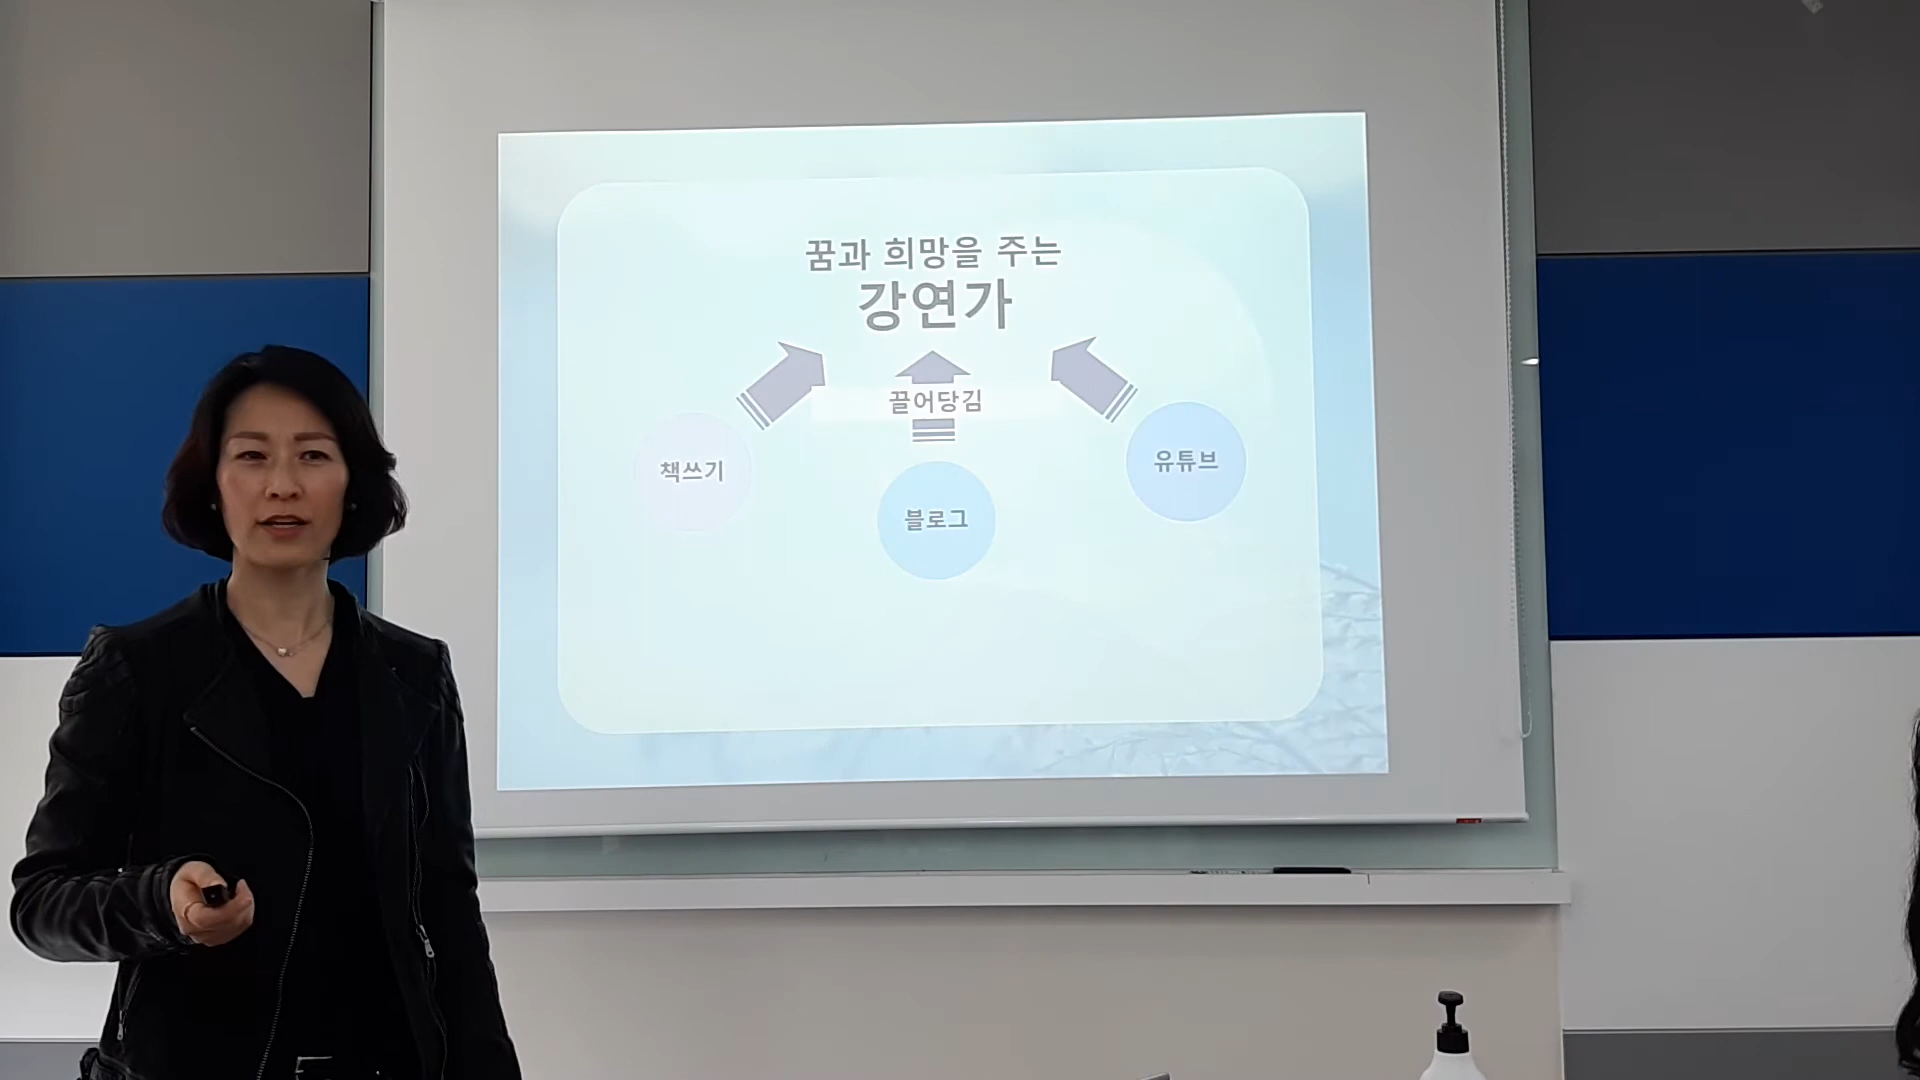 꿈과 희망을 주는
강연가
끌어당김
책쓰기
블로그
유튜브